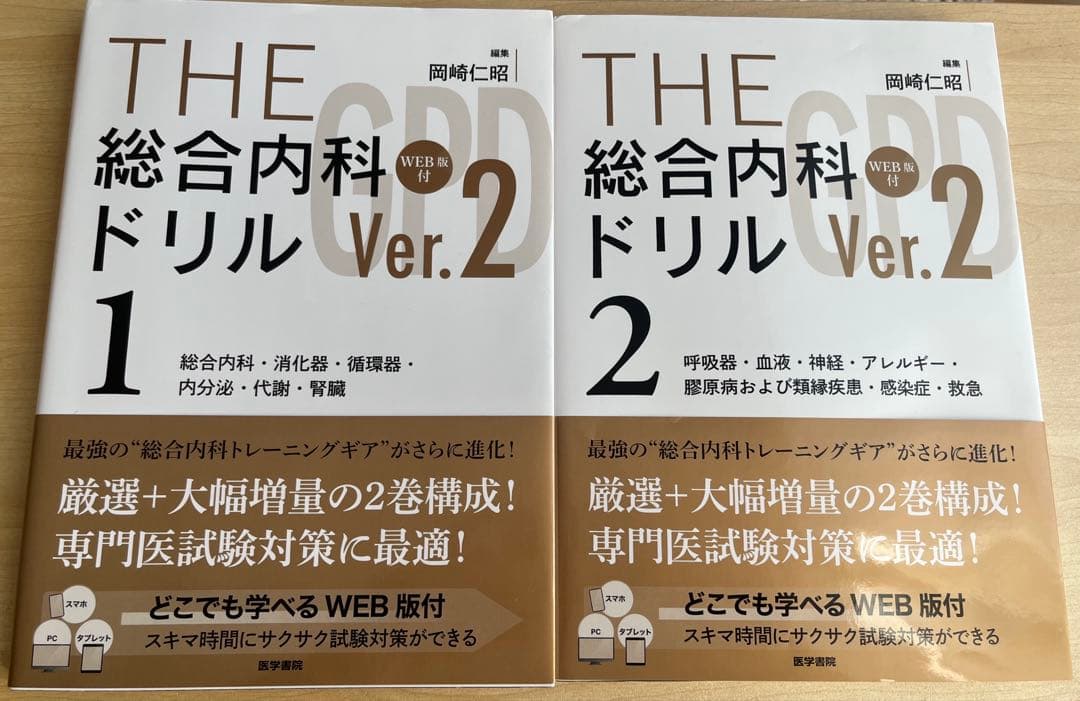 THE
編集
岡崎仁昭
GPD
総合内科
WEB版
付
ドリル
Ver.2
1
総合内科・消化器・循環器・
内分泌・代謝・腎臓
最強の“総合内科トレーニングギア”がさらに進化！
厳選+大幅増量の2巻構成！
専門医試験対策に最適！
スマホ
PC
タブレット
どこでも学べる WEB 版付
スキマ時間にサクサク試験対策ができる
医学書院
THE
編集
岡崎仁昭
GPD
総合内科
WEB版
付
ドリル
Ver.2
2
呼吸器・血液・神経・アレルギー・
膠原病および類縁疾患・感染症・救急
最強の“総合内科トレーニングギア”がさらに進化！
厳選+大幅増量の2巻構成！
専門医試験対策に最適！
スマホ
PC
タブレット
どこでも学べる WEB 版付
スキマ時間にサクサク試験対策ができる
医学書院